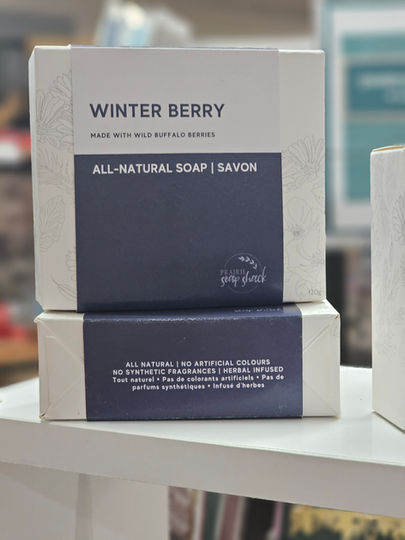 WINTER BERRY
MADE WITH WILD BUFFALO BERRIES
ALL-NATURAL SOAP | SAVON
PRAIRIE
soap shack
120g
ALL NATURAL | NO ARTIFICIAL COLOURS
NO SYNTHETIC FRAGRANCES | HERBAL INFUSED
Tout naturel • Pas de colorants artificiels • Pas de
parfums synthétiques • Infusé d'herbes